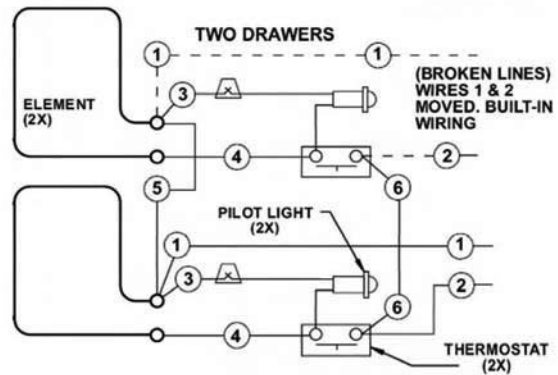 TWO DRAWERS
1
1
(BROKEN LINES)
WIRES 1 & 2
MOVED. BUILT-IN
WIRING
3
ELEMENT
(2X)
4
2
5
6
PILOT LIGHT
(2X)
1
1
3
2
6
4
THERMOSTAT
(2X)